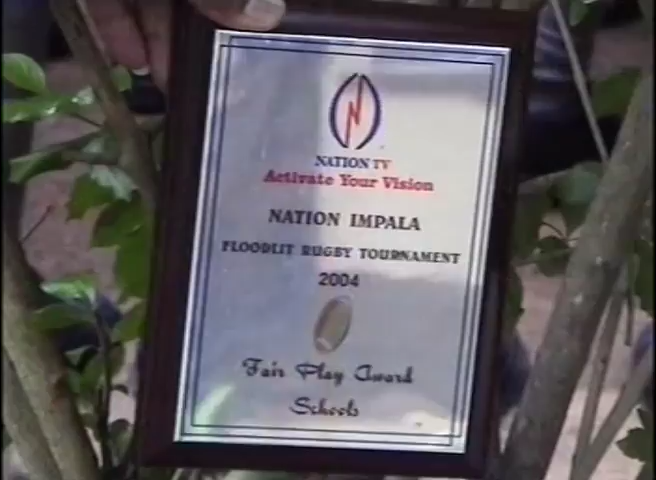 NATION TV
Activate Your Vision
NATION IMPALA
FLOODLIT RUGBY TOURNAMENT
2004
Fair Play Award
Schools